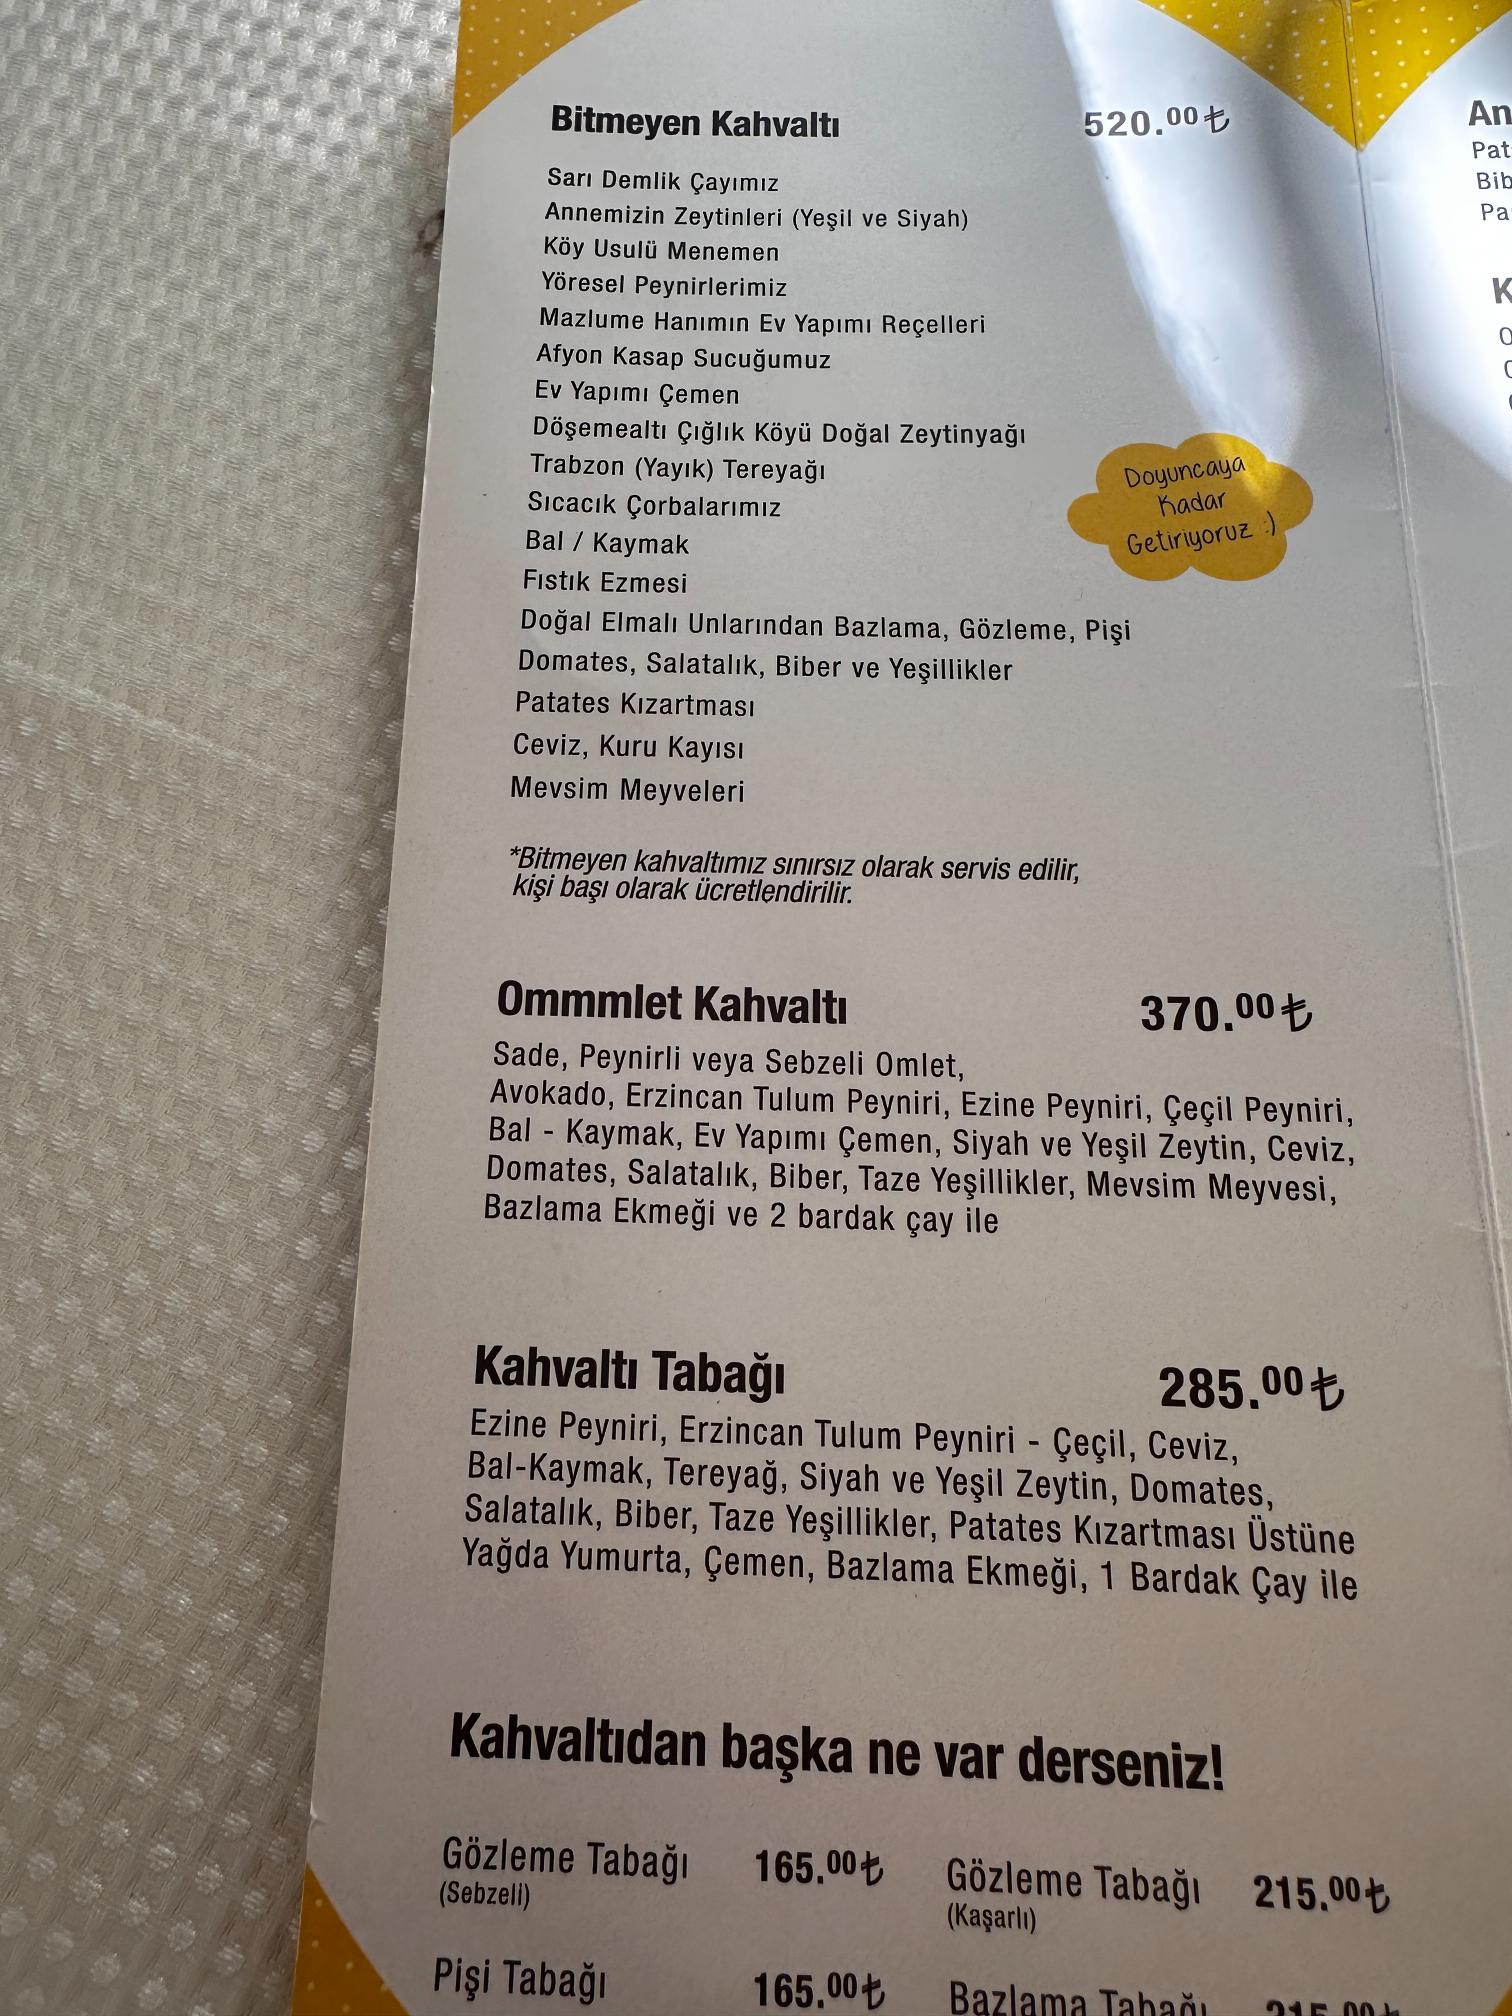 Bitmeyen Kahvaltı 520.00₺
Sarı Demlik Çayımız
Annemizin Zeytinleri (Yeşil ve Siyah)
Köy Usulü Menemen
Yöresel Peynirlerimiz
Mazlume Hanımın Ev Yapımı Reçelleri
Afyon Kasap Sucuğumuz
Ev Yapımı Çemen
Döşemealtı Çığlık Köyü Doğal Zeytinyağı
Trabzon (Yayık) Tereyağı
Sıcacık Çorbalarımız
Bal / Kaymak
Fıstık Ezmesi
Doğal Elmalı Unlarından Bazlama, Gözleme, Pişi
Domates, Salatalık, Biber ve Yeşillikler
Patates Kızartması
Ceviz, Kuru Kayısı
Mevsim Meyveleri
Doyuncaya
Kadar
Getiriyoruz :)
*Bitmeyen kahvaltımız sınırsız olarak servis edilir,
kişi başı olarak ücretlendirilir.
Ommmlet Kahvaltı 370.00₺
Sade, Peynirli veya Sebzeli Omlet,
Avokado, Erzincan Tulum Peyniri, Ezine Peyniri, Çeçil Peyniri,
Bal - Kaymak, Ev Yapımı Çemen, Siyah ve Yeşil Zeytin, Ceviz,
Domates, Salatalık, Biber, Taze Yeşillikler, Mevsim Meyvesi,
Bazlama Ekmeği ve 2 bardak çay ile
Kahvaltı Tabağı 285.00₺
Ezine Peyniri, Erzincan Tulum Peyniri - Çeçil, Ceviz,
Bal-Kaymak, Tereyağ, Siyah ve Yeşil Zeytin, Domates,
Salatalık, Biber, Taze Yeşillikler, Patates Kızartması Üstüne
Yağda Yumurta, Çemen, Bazlama Ekmeği, 1 Bardak Çay ile
Kahvaltıdan başka ne var derseniz!
Gözleme Tabağı 165.00₺ Gözleme Tabağı 215.00₺
(Sebzeli) (Kaşarlı)
Pişi Tabağı 165.00₺ Bazlama Tabağı 215.00₺
An
Pat
Bib
Pa
K